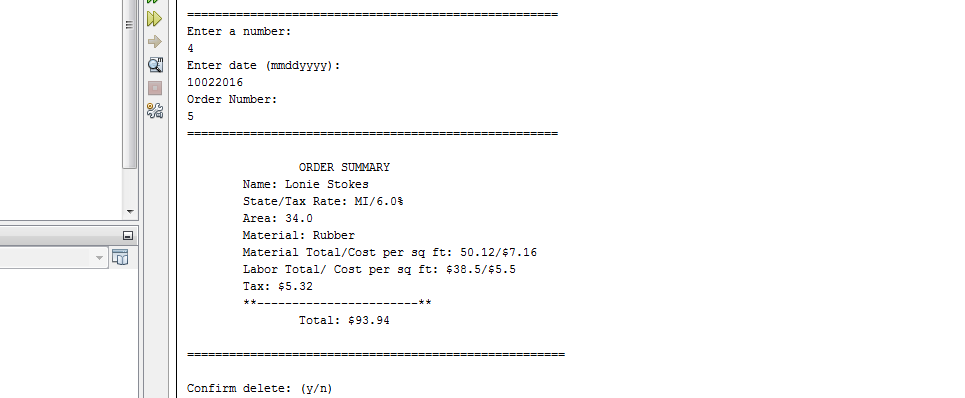 =====================================================
Enter a number:
4
Enter date (mmddyyyy):
10022016
Order Number:
5
=====================================================
ORDER SUMMARY
Name: Lonie Stokes
State/Tax Rate: MI/6.0%
Area: 34.0
Material: Rubber
Material Total/Cost per sq ft: 50.12/$7.16
Labor Total/ Cost per sq ft: $38.5/$5.5
Tax: $5.32
**-----------------------**
Total: $93.94
======================================================
Confirm delete: (y/n)